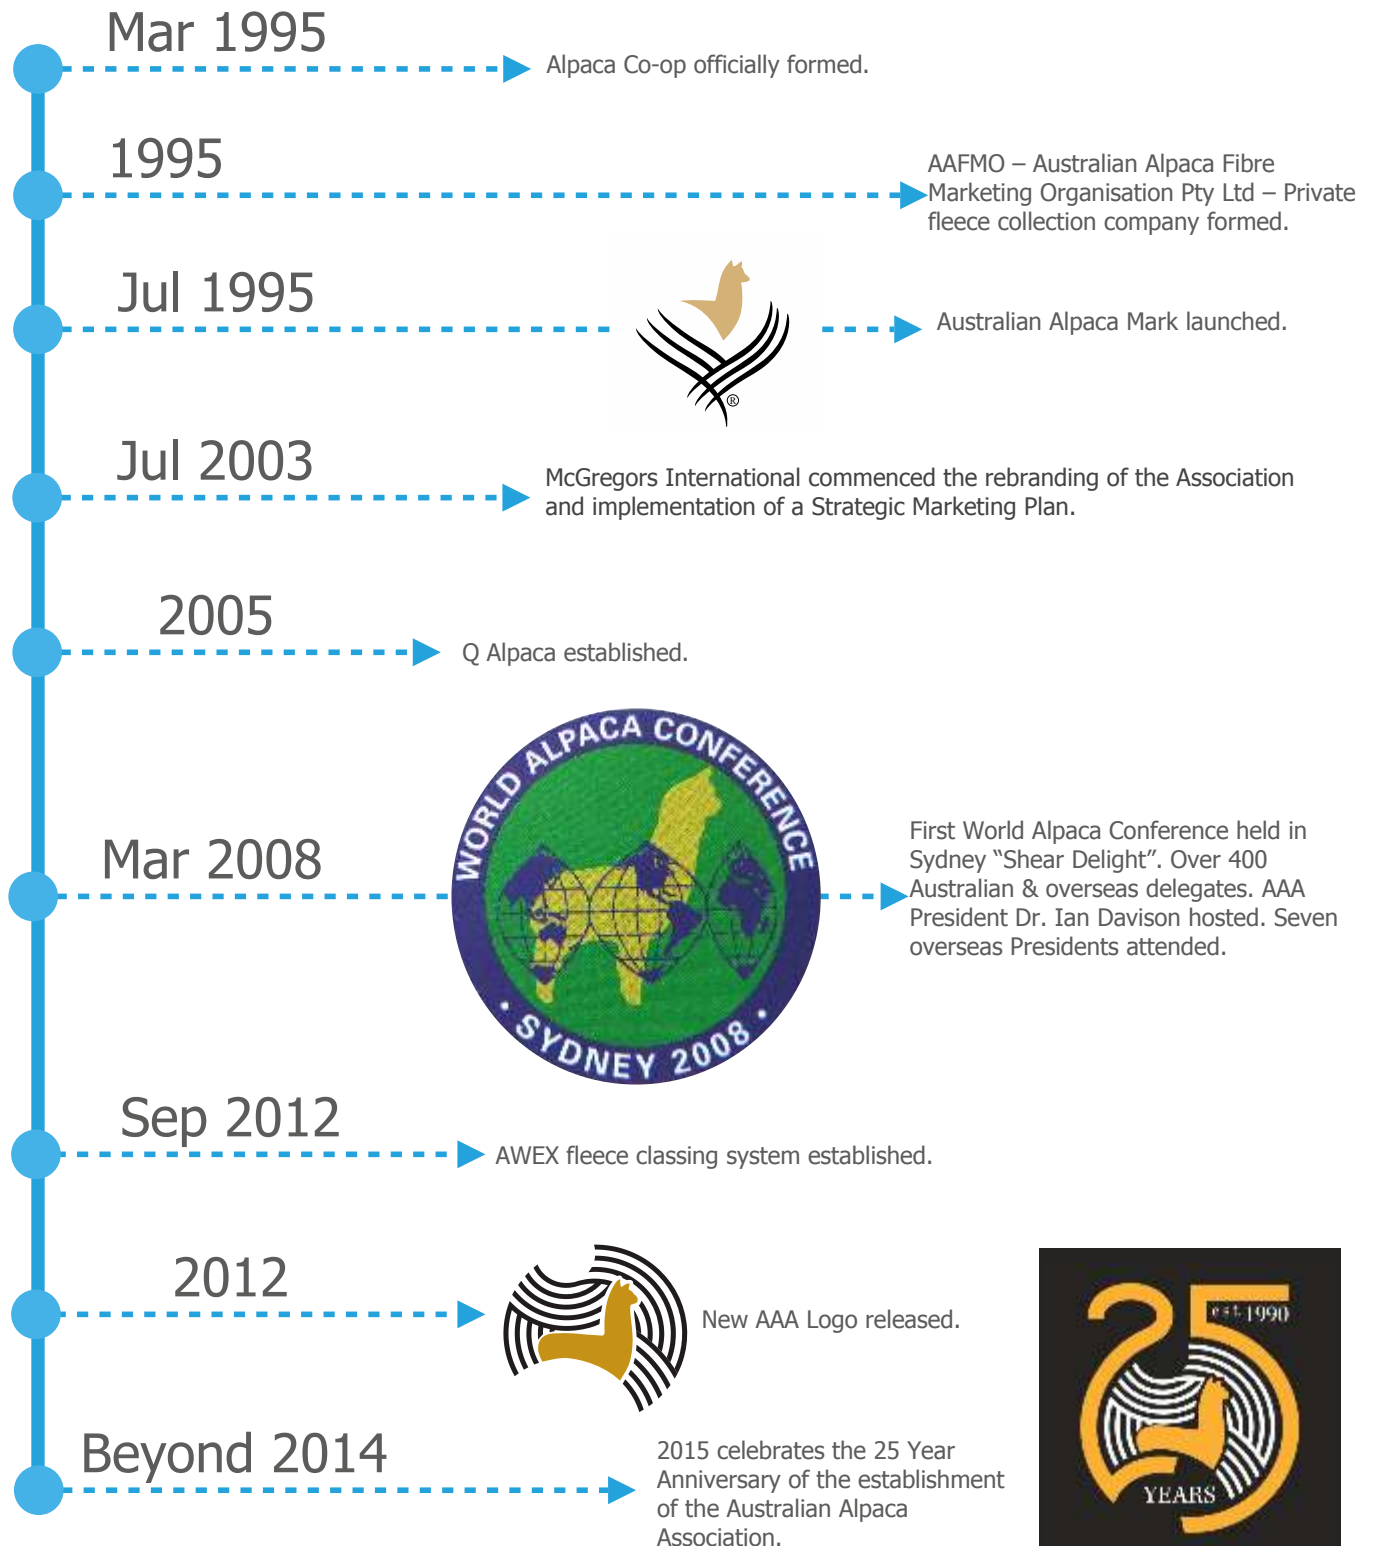 Mar 1995
Alpaca Co-op officially formed.
1995
AAFMO – Australian Alpaca Fibre
Marketing Organisation Pty Ltd – Private
fleece collection company formed.
Jul 1995
®
Australian Alpaca Mark launched.
Jul 2003
McGregors International commenced the rebranding of the Association
and implementation of a Strategic Marketing Plan.
2005
Q Alpaca established.
WORLD ALPACA CONFERENCE
· SYDNEY 2008 ·
Mar 2008
First World Alpaca Conference held in
Sydney “Shear Delight”. Over 400
Australian & overseas delegates. AAA
President Dr. Ian Davison hosted. Seven
overseas Presidents attended.
Sep 2012
AWEX fleece classing system established.
2012
New AAA Logo released.
Beyond 2014
2015 celebrates the 25 Year
Anniversary of the establishment
of the Australian Alpaca
Association.
25
est.1990
YEARS